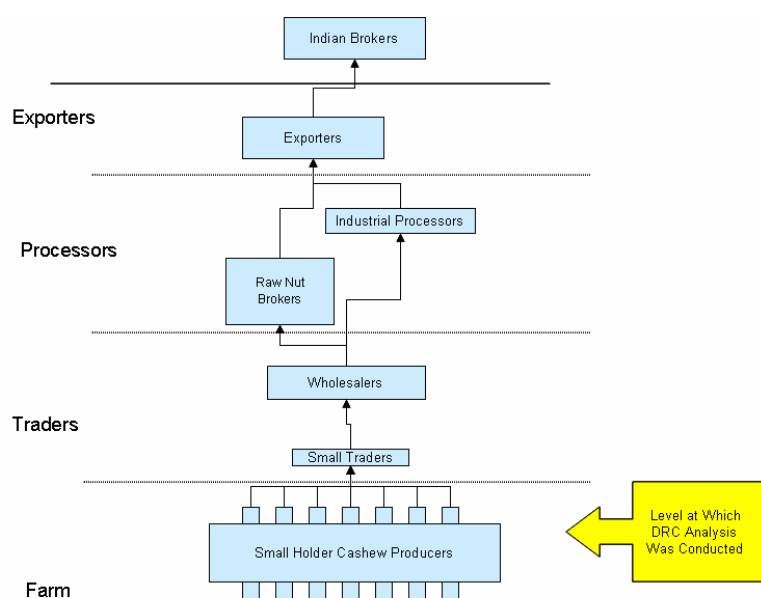 Indian Brokers
Exporters
Exporters
Industrial Processors
Processors
Raw Nut
Brokers
Wholesalers
Traders
Small Traders
Level at Which
DRC Analysis
Was Conducted
Small Holder Cashew Producers
Farm